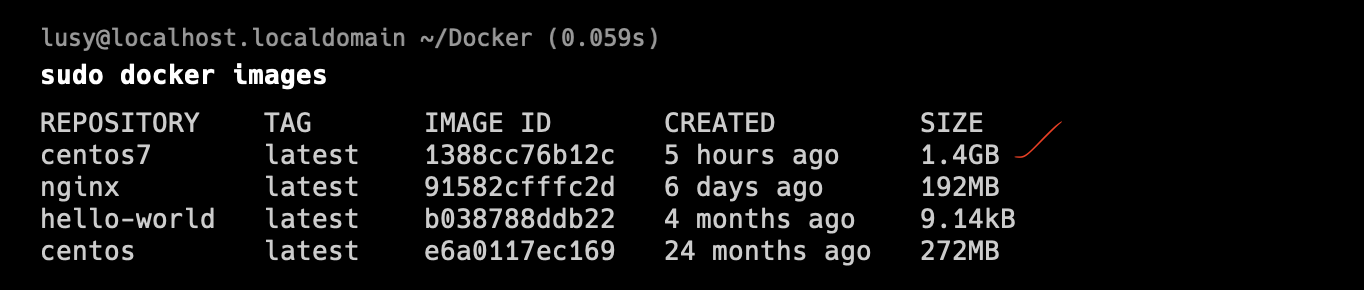 lusy@localhost.localdomain ~/Docker (0.059s)
sudo docker images
REPOSITORY TAG IMAGE ID CREATED SIZE
centos7 latest 1388cc76b12c 5 hours ago 1.4GB
nginx latest 91582cfffc2d 6 days ago 192MB
hello-world latest b038788ddb22 4 months ago 9.14kB
centos latest e6a0117ec169 24 months ago 272MB